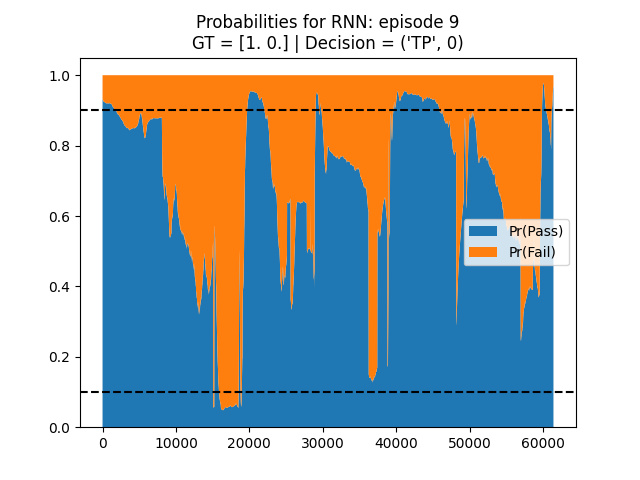 Probabilities for RNN: episode 9
GT = [1. 0.] | Decision = ('TP', 0)
1.0
0.8
0.6
0.4
0.2
0.0
Pr(Pass)
Pr(Fail)
0 10000 20000 30000 40000 50000 60000